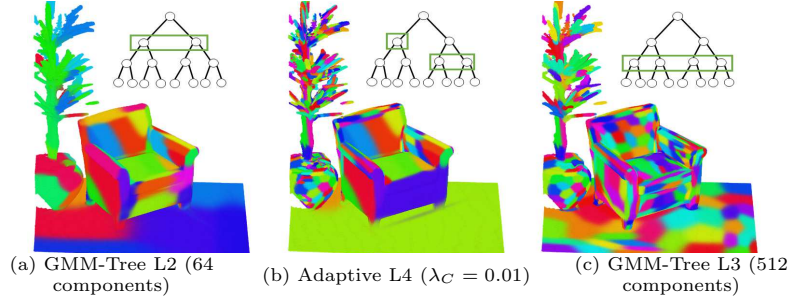 (a) GMM-Tree L2 (64
components)
(b) Adaptive L4 (λ_C = 0.01)
(c) GMM-Tree L3 (512
components)